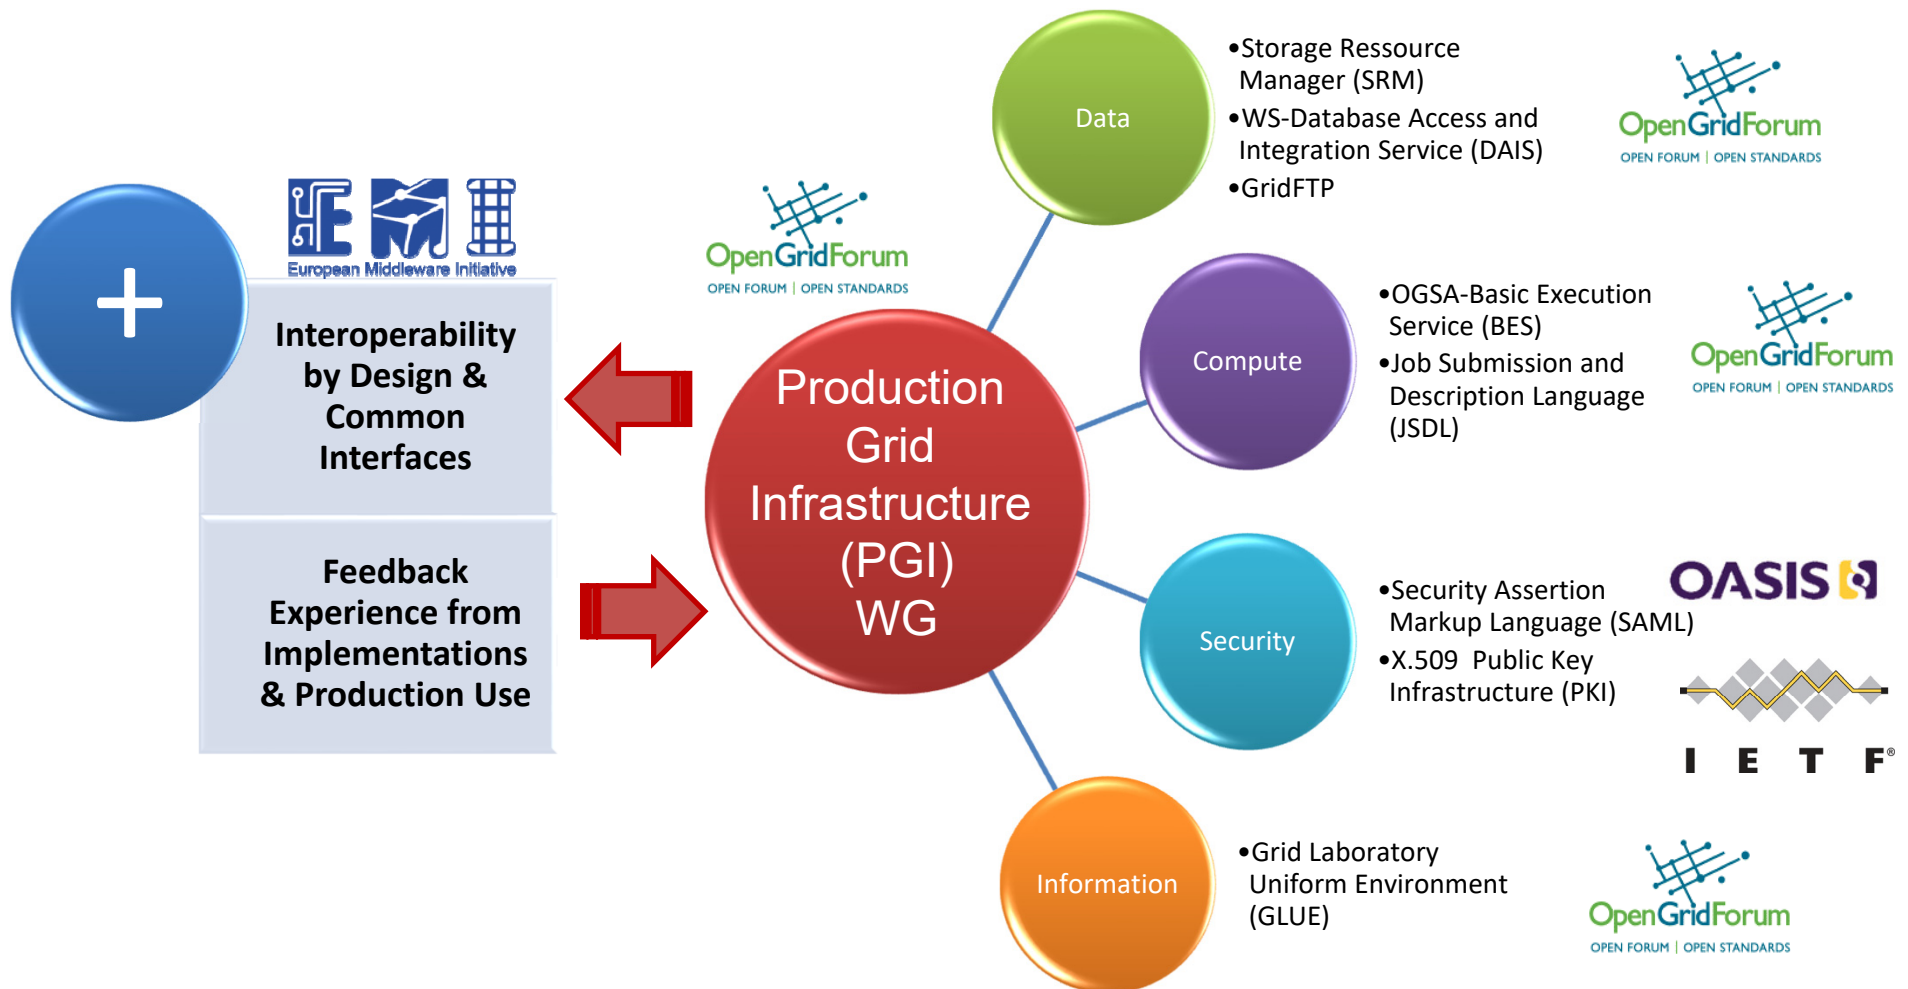 +
EMI
European Middleware Initiative
Interoperability
by Design &
Common
Interfaces
Feedback
Experience from
Implementations
& Production Use
OpenGridForum
OPEN FORUM | OPEN STANDARDS
Production
Grid
Infrastructure
(PGI)
WG
Data
•Storage Ressource
Manager (SRM)
•WS-Database Access and
Integration Service (DAIS)
•GridFTP
OpenGridForum
OPEN FORUM | OPEN STANDARDS
Compute
•OGSA-Basic Execution
Service (BES)
•Job Submission and
Description Language
(JSDL)
OpenGridForum
OPEN FORUM | OPEN STANDARDS
Security
•Security Assertion
Markup Language (SAML)
•X.509 Public Key
Infrastructure (PKI)
OASIS
I E T F®
Information
•Grid Laboratory
Uniform Environment
(GLUE)
OpenGridForum
OPEN FORUM | OPEN STANDARDS